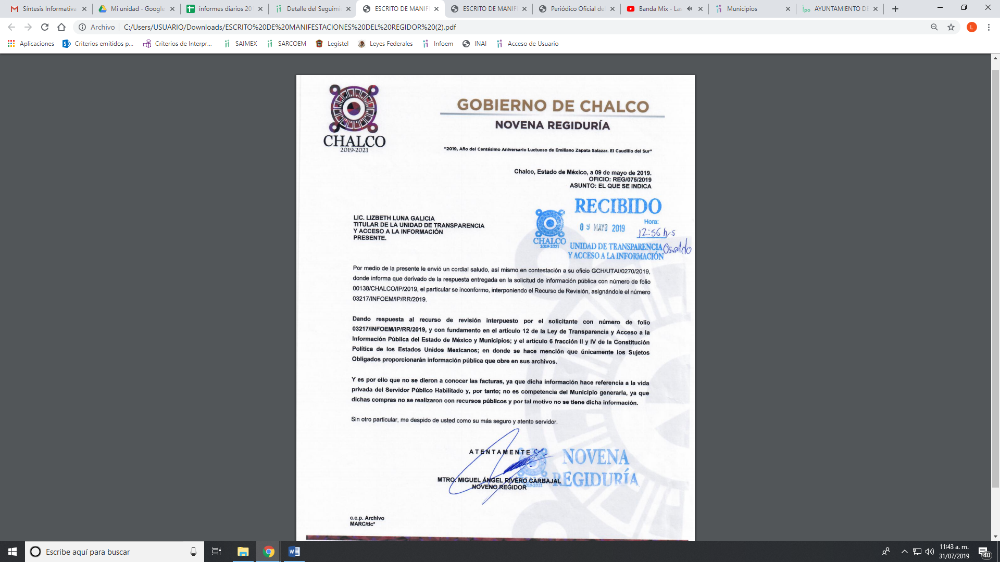 Síntesis Informativa
Mi unidad - Google
informes diarios 201
Detalle del Seguimi
ESCRITO DE MANIF
ESCRITO DE MANIF
Periódico Oficial del
Banda Mix - Las
Municipios
AYUNTAMIENTO DE
Archivo | C:/Users/USUARIO/Downloads/ESCRITO%20DE%20MANIFESTACIONES%20DEL%20REGIDOR%20(2).pdf
L
Aplicaciones
Criterios emitidos p...
Criterios de Interpr...
SAIMEX
SARCOEM
Legistel
Leyes Federales
Infoem
INAI
Acceso de Usuario
CHALCO
2019-2021
GOBIERNO DE CHALCO
NOVENA REGIDURÍA
"2019, Año del Centésimo Aniversario Luctuoso de Emiliano Zapata Salazar. El Caudillo del Sur"
Chalco, Estado de México, a 09 de mayo de 2019.
OFICIO: REG/075/2019
ASUNTO: EL QUE SE INDICA
RECIBIDO
09 MAYO 2019
Hora:
12:56 hrs
CHALCO
2019-2021
UNIDAD DE TRANSPARENCIA
Y ACCESO A LA INFORMACIÓN
Osvaldo
LIC. LIZBETH LUNA GALICIA
TITULAR DE LA UNIDAD DE TRANSPARENCIA
Y ACCESO A LA INFORMACIÓN
PRESENTE.
Por medio de la presente le envió un cordial saludo, así mismo en contestación a su oficio GCH/UTAI/0270/2019,
donde informa que derivado de la respuesta entregada en la solicitud de información pública con número de folio
00138/CHALCO/IP/2019, el particular se inconformo, interponiendo el Recurso de Revisión, asignándole el número
03217/INFOEM/IP/RR/2019.
Dando respuesta al recurso de revisión interpuesto por el solicitante con número de folio
03217/INFOEM/IP/RR/2019, y con fundamento en el artículo 12 de la Ley de Transparencia y Acceso a la
Información Pública del Estado de México y Municipios; y el artículo 6 fracción II y IV de la Constitución
Política de los Estados Unidos Mexicanos; en donde se hace mención que únicamente los Sujetos
Obligados proporcionarán información pública que obre en sus archivos.
Y es por ello que no se dieron a conocer las facturas, ya que dicha información hace referencia a la vida
privada del Servidor Público Habilitado y, por tanto; no es competencia del Municipio generarla, ya que
dichas compras no se realizaron con recursos públicos y por tal motivo no se tiene dicha información.
Sin otro particular, me despido de usted como su más seguro y atento servidor.
ATENTAMENTE
NOVENA
REGIDURÍA
2019-2021
MTRO. MIGUEL ÁNGEL RIVERO CARBAJAL
NOVENO REGIDOR
c.c.p. Archivo
MARC/tic*
Escribe aquí para buscar
11:43 a. m.
31/07/2019
40